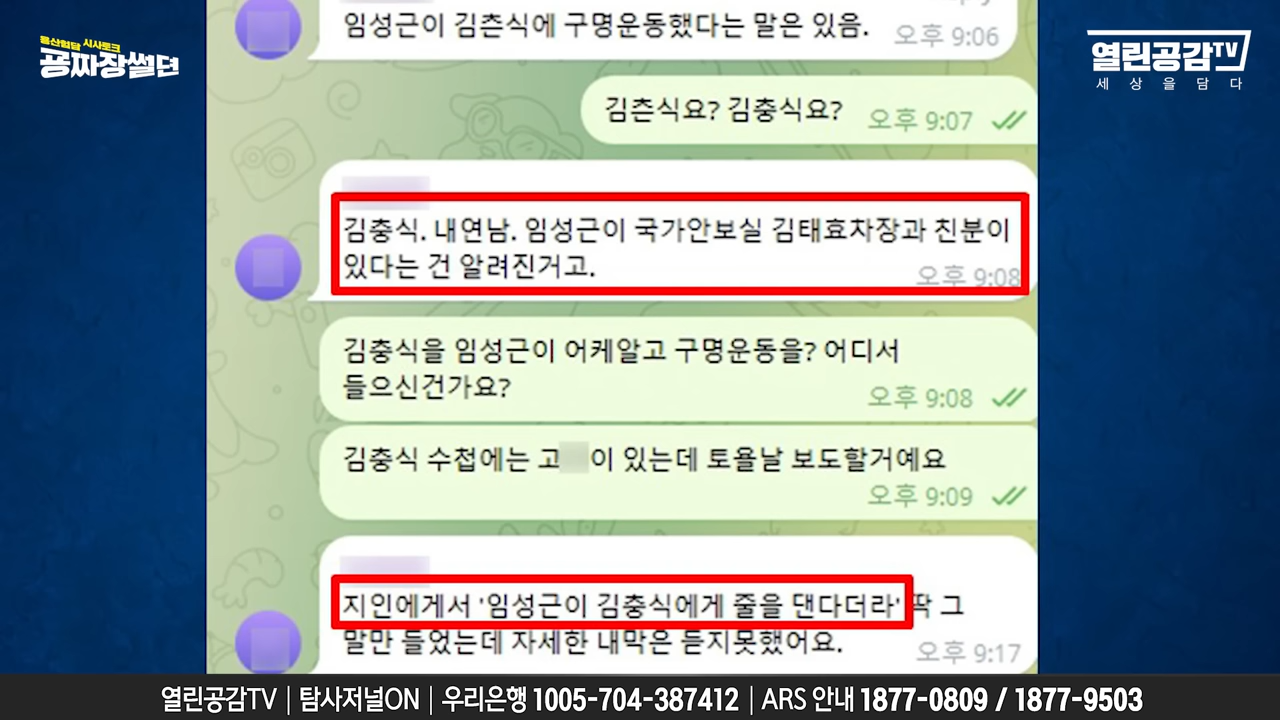 용산협담 시사토크
꽁짜장썰뎐
열린공감TV
세상을담다
임성근이 김츤식에 구명운동했다는 말은 있음.
오후 9:06
김츤식요? 김충식요?
오후 9:07
김충식. 내연남. 임성근이 국가안보실 김태효차장과 친분이
있다는 건 알려진거고.
오후 9:08
김충식을 임성근이 어케알고 구명운동을? 어디서
들으신건가요?
오후 9:08
김충식 수첩에는 고 이 있는데 토욜날 보도할거예요
오후 9:09
지인에게서 '임성근이 김충식에게 줄을 댄다더라' 딱 그
말만 들었는데 자세한 내막은 듣지못했어요.
오후 9:17
열린공감TV | 탐사저널ON | 우리은행 1005-704-387412 | ARS 안내 1877-0809 / 1877-9503